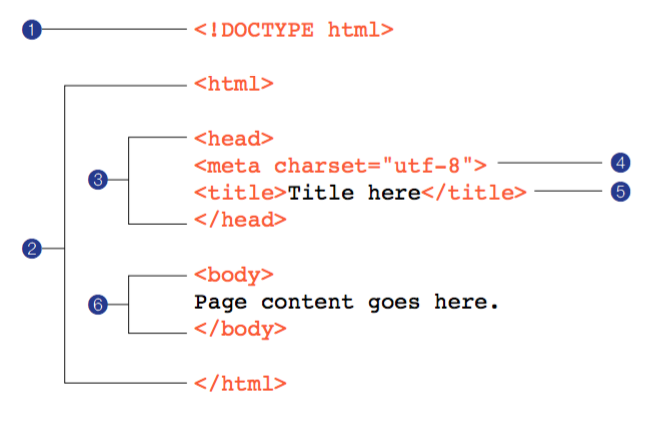 1 <!DOCTYPE html>
<html>
<head>
<meta charset="utf-8"> 4
3 <title>Title here</title> 5
</head>
2
<body>
6 Page content goes here.
</body>
</html>